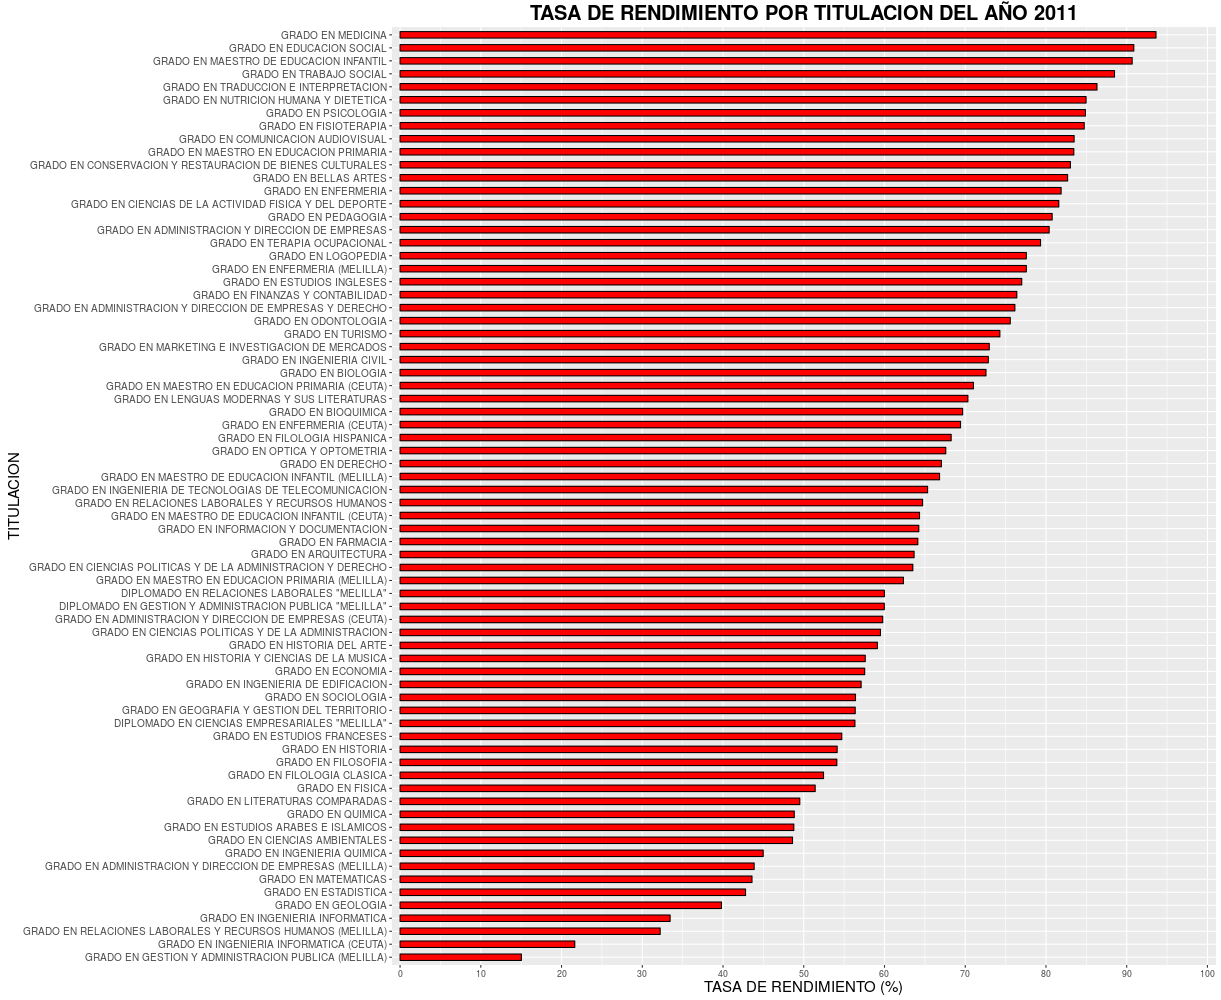 TASA DE RENDIMIENTO POR TITULACION DEL AÑO 2011
TITULACION
GRADO EN MEDICINA
GRADO EN EDUCACION SOCIAL
GRADO EN MAESTRO DE EDUCACION INFANTIL
GRADO EN TRABAJO SOCIAL
GRADO EN TRADUCCION E INTERPRETACION
GRADO EN NUTRICION HUMANA Y DIETETICA
GRADO EN PSICOLOGIA
GRADO EN FISIOTERAPIA
GRADO EN COMUNICACION AUDIOVISUAL
GRADO EN MAESTRO EN EDUCACION PRIMARIA
GRADO EN CONSERVACION Y RESTAURACION DE BIENES CULTURALES
GRADO EN BELLAS ARTES
GRADO EN ENFERMERIA
GRADO EN CIENCIAS DE LA ACTIVIDAD FISICA Y DEL DEPORTE
GRADO EN PEDAGOGIA
GRADO EN ADMINISTRACION Y DIRECCION DE EMPRESAS
GRADO EN TERAPIA OCUPACIONAL
GRADO EN LOGOPEDIA
GRADO EN ENFERMERIA (MELILLA)
GRADO EN ESTUDIOS INGLESES
GRADO EN FINANZAS Y CONTABILIDAD
GRADO EN ADMINISTRACION Y DIRECCION DE EMPRESAS Y DERECHO
GRADO EN ODONTOLOGIA
GRADO EN TURISMO
GRADO EN MARKETING E INVESTIGACION DE MERCADOS
GRADO EN INGENIERIA CIVIL
GRADO EN BIOLOGIA
GRADO EN MAESTRO EN EDUCACION PRIMARIA (CEUTA)
GRADO EN LENGUAS MODERNAS Y SUS LITERATURAS
GRADO EN BIOQUIMICA
GRADO EN ENFERMERIA (CEUTA)
GRADO EN FILOLOGIA HISPANICA
GRADO EN OPTICA Y OPTOMETRIA
GRADO EN DERECHO
GRADO EN MAESTRO DE EDUCACION INFANTIL (MELILLA)
GRADO EN INGENIERIA DE TECNOLOGIAS DE TELECOMUNICACION
GRADO EN RELACIONES LABORALES Y RECURSOS HUMANOS
GRADO EN MAESTRO DE EDUCACION INFANTIL (CEUTA)
GRADO EN INFORMACION Y DOCUMENTACION
GRADO EN FARMACIA
GRADO EN ARQUITECTURA
GRADO EN CIENCIAS POLITICAS Y DE LA ADMINISTRACION Y DERECHO
GRADO EN MAESTRO EN EDUCACION PRIMARIA (MELILLA)
DIPLOMADO EN RELACIONES LABORALES "MELILLA"
DIPLOMADO EN GESTION Y ADMINISTRACION PUBLICA "MELILLA"
GRADO EN ADMINISTRACION Y DIRECCION DE EMPRESAS (CEUTA)
GRADO EN CIENCIAS POLITICAS Y DE LA ADMINISTRACION
GRADO EN HISTORIA DEL ARTE
GRADO EN HISTORIA Y CIENCIAS DE LA MUSICA
GRADO EN ECONOMIA
GRADO EN INGENIERIA DE EDIFICACION
GRADO EN SOCIOLOGIA
GRADO EN GEOGRAFIA Y GESTION DEL TERRITORIO
DIPLOMADO EN CIENCIAS EMPRESARIALES "MELILLA"
GRADO EN ESTUDIOS FRANCESES
GRADO EN HISTORIA
GRADO EN FILOSOFIA
GRADO EN FILOLOGIA CLASICA
GRADO EN FISICA
GRADO EN LITERATURAS COMPARADAS
GRADO EN QUIMICA
GRADO EN ESTUDIOS ARABES E ISLAMICOS
GRADO EN CIENCIAS AMBIENTALES
GRADO EN INGENIERIA QUIMICA
GRADO EN ADMINISTRACION Y DIRECCION DE EMPRESAS (MELILLA)
GRADO EN MATEMATICAS
GRADO EN ESTADISTICA
GRADO EN GEOLOGIA
GRADO EN INGENIERIA INFORMATICA
GRADO EN RELACIONES LABORALES Y RECURSOS HUMANOS (MELILLA)
GRADO EN INGENIERIA INFORMATICA (CEUTA)
GRADO EN GESTION Y ADMINISTRACION PUBLICA (MELILLA)
0 10 20 30 40 50 60 70 80 90 100
TASA DE RENDIMIENTO (%)